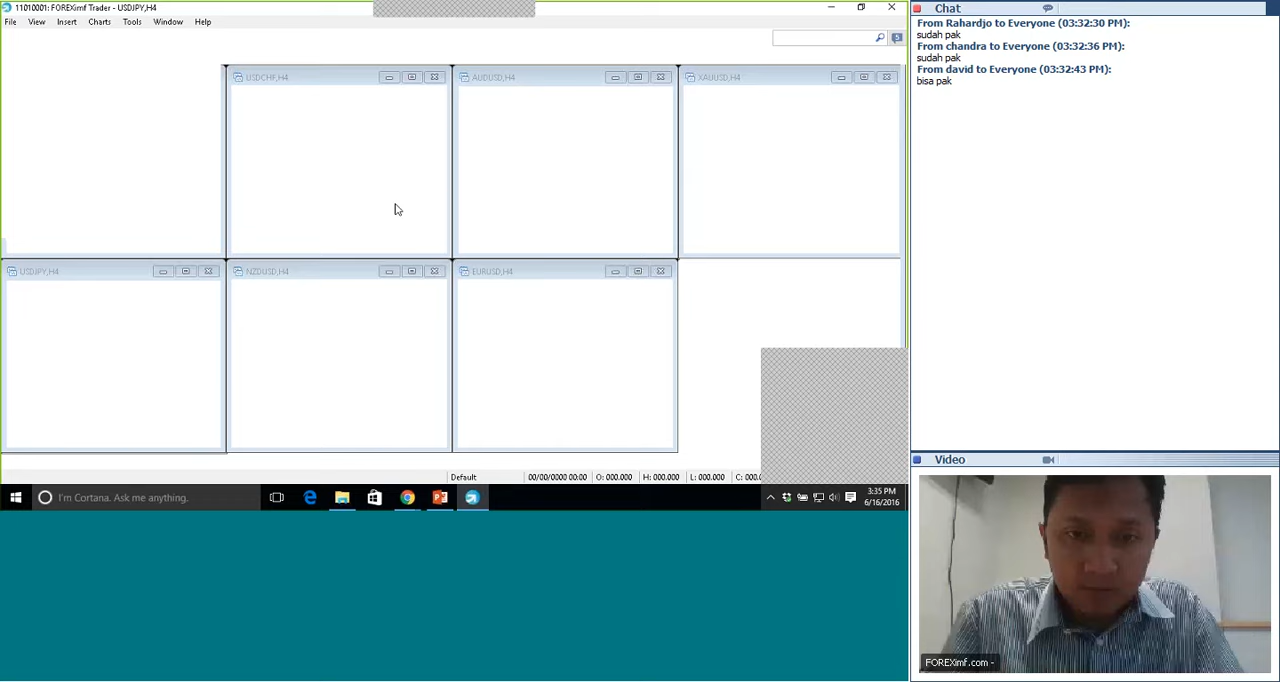 11010001: FOREXimf Trader - USDJPY,H4
File View Insert Charts Tools Window Help
USDCHF,H4
AUDUSD,H4
XAUUSD,H4
USDJPY,H4
NZDUSD,H4
EURUSD,H4
Default 00/00/0000 00:00 O: 000.000 H: 000.000 L: 000.000 C: 000.
I'm Cortana. Ask me anything.
3:35 PM
6/16/2016
Chat
From Rahardjo to Everyone (03:32:30 PM):
sudah pak
From chandra to Everyone (03:32:36 PM):
sudah pak
From david to Everyone (03:32:43 PM):
bisa pak
Video
FOREXimf.com -